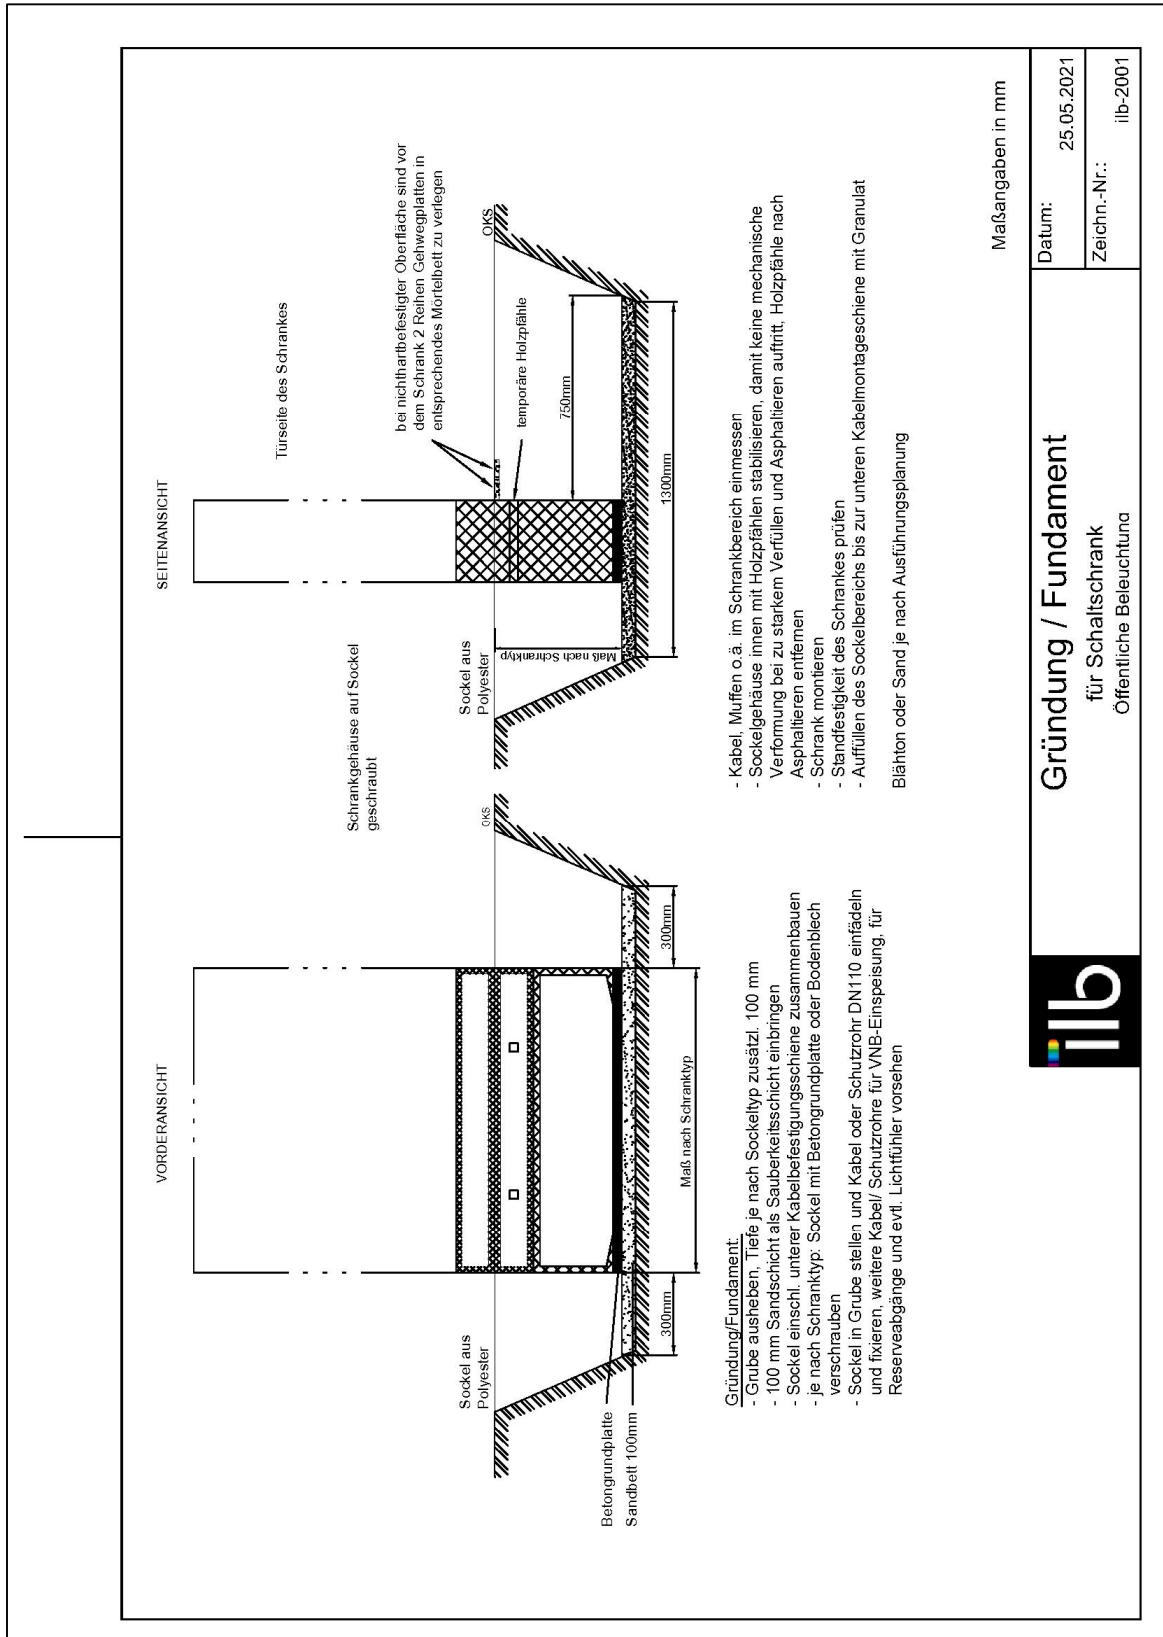 VORDERANSICHT
SEITENANSICHT
Schrankgehäuse auf Sockel
geschraubt
Türseite des Schrankes
bei nichthartbefestigter Oberfläche sind vor
dem Schrank 2 Reihen Gehwegplatten in
entsprechendes Mörtelbett zu verlegen
Sockel aus
Polyester
OKS
Sockel aus
Polyester
OKS
temporäre Holzpfähle
Maß nach Schranktyp
750mm
Betongrundplatte
Sandbett 100mm
300mm
Maß nach Schranktyp
300mm
1300mm
Gründung/Fundament:
- Grube ausheben, Tiefe je nach Sockeltyp zusätzl. 100 mm
- 100 mm Sandschicht als Sauberkeitsschicht einbringen
- Sockel einschl. unterer Kabelbefestigungsschiene zusammenbauen
- je nach Schranktyp: Sockel mit Betongrundplatte oder Bodenblech
verschrauben
- Sockel in Grube stellen und Kabel oder Schutzrohr DN110 einfädeln
und fixieren, weitere Kabel/ Schutzrohre für VNB-Einspeisung, für
Reserveabgänge und evtl. Lichtfühler vorsehen
- Kabel, Muffen o.ä. im Schrankbereich einmessen
- Sockelgehäuse innen mit Holzpfählen stabilisieren, damit keine mechanische
Verformung bei zu starkem Verfüllen und Asphaltieren auftritt, Holzpfähle nach
Asphaltieren entfernen
- Schrank montieren
- Standfestigkeit des Schrankes prüfen
- Auffüllen des Sockelbereichs bis zur unteren Kabelmontageschiene mit Granulat
Blähton oder Sand je nach Ausführungsplanung
Maßangaben in mm
ilb
Gründung / Fundament
für Schaltschrank
Öffentliche Beleuchtung
Datum:
25.05.2021
Zeichn.-Nr.:
ilb-2001